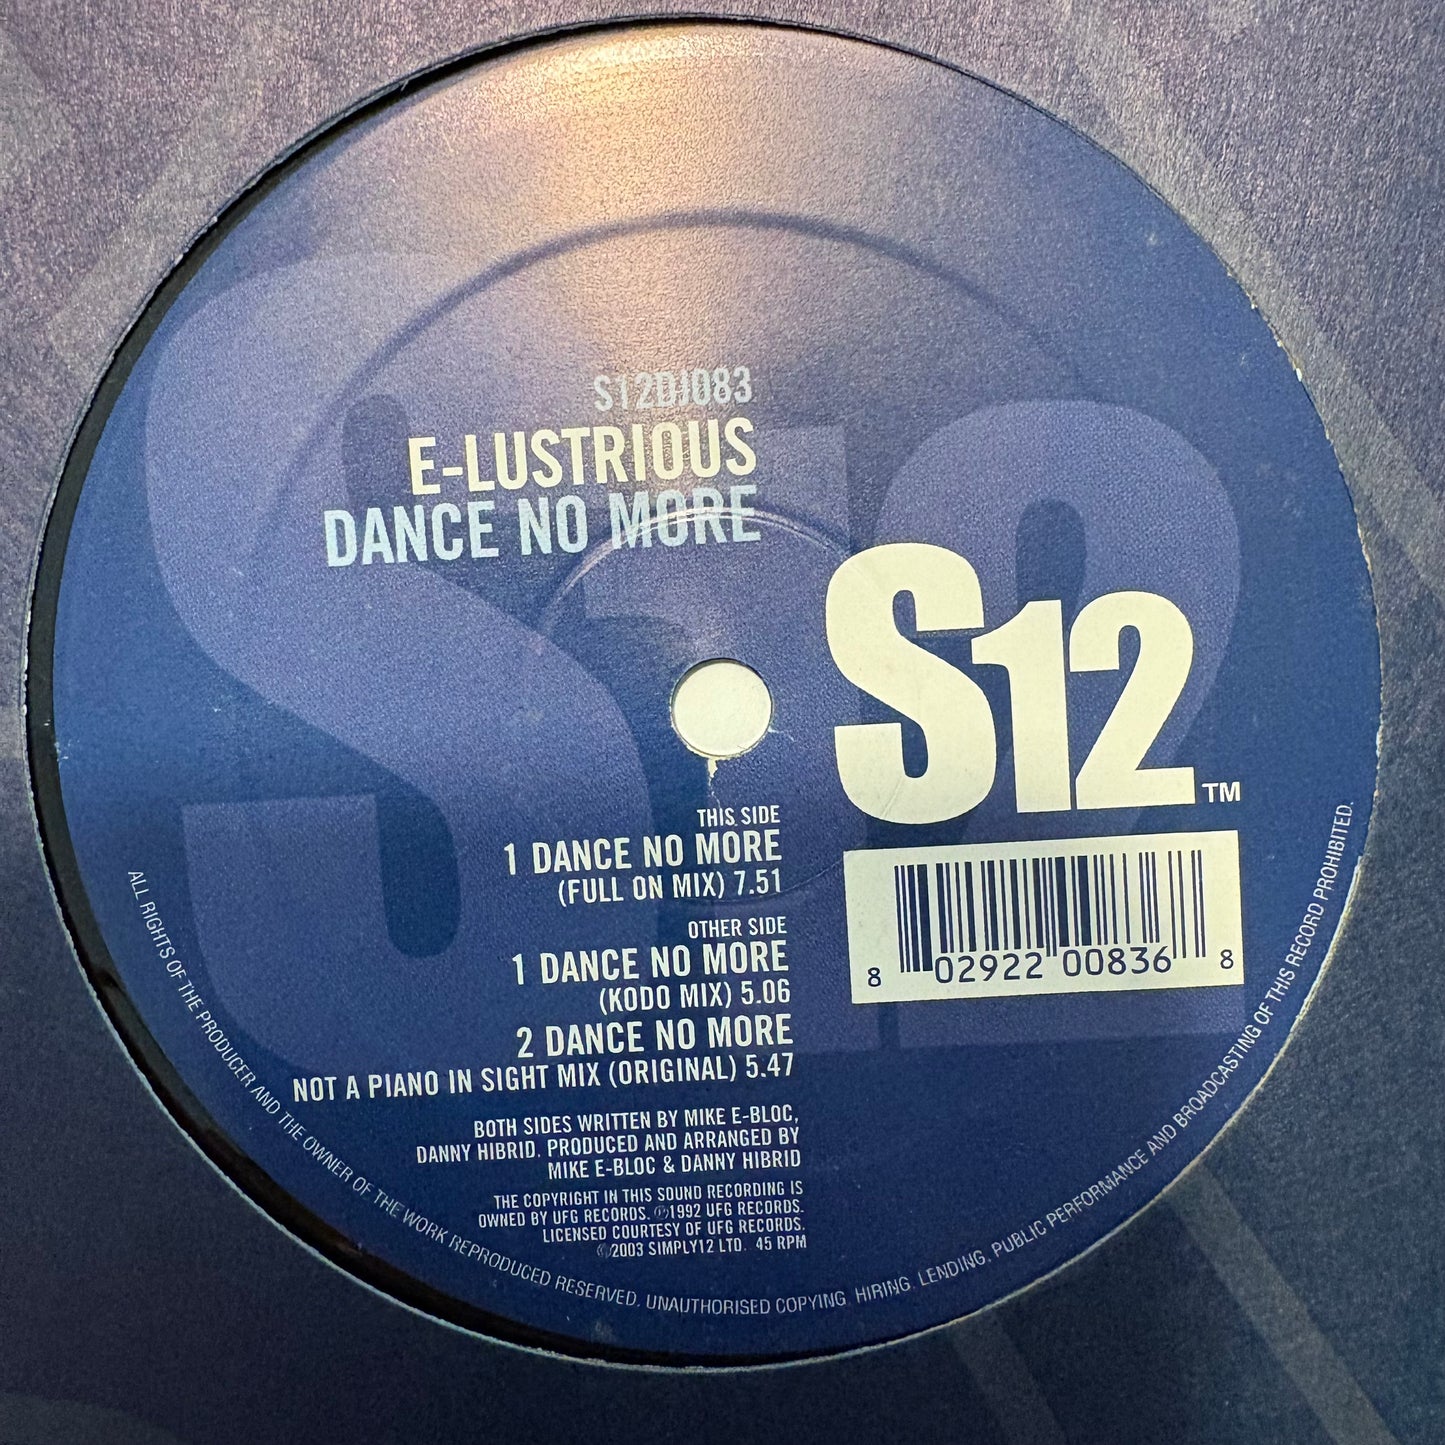 S12DJ083
E-LUSTRIOUS
DANCE NO MORE
S12
TM
THIS SIDE
1 DANCE NO MORE
(FULL ON MIX) 7.51
OTHER SIDE
1 DANCE NO MORE
(KODO MIX) 5.06
2 DANCE NO MORE
NOT A PIANO IN SIGHT MIX (ORIGINAL) 5.47
8 02922 00836 8
BOTH SIDES WRITTEN BY MIKE E-BLOC,
DANNY HIBRID. PRODUCED AND ARRANGED BY
MIKE E-BLOC & DANNY HIBRID
THE COPYRIGHT IN THIS SOUND RECORDING IS
OWNED BY UFG RECORDS. ℗1992 UFG RECORDS.
LICENSED COURTESY OF UFG RECORDS.
©2003 SIMPLY12 LTD. 45 RPM
ALL RIGHTS OF THE PRODUCER AND THE OWNER OF THE WORK REPRODUCED RESERVED. UNAUTHORISED COPYING, HIRING, LENDING, PUBLIC PERFORMANCE AND BROADCASTING OF THIS RECORD PROHIBITED.
S12